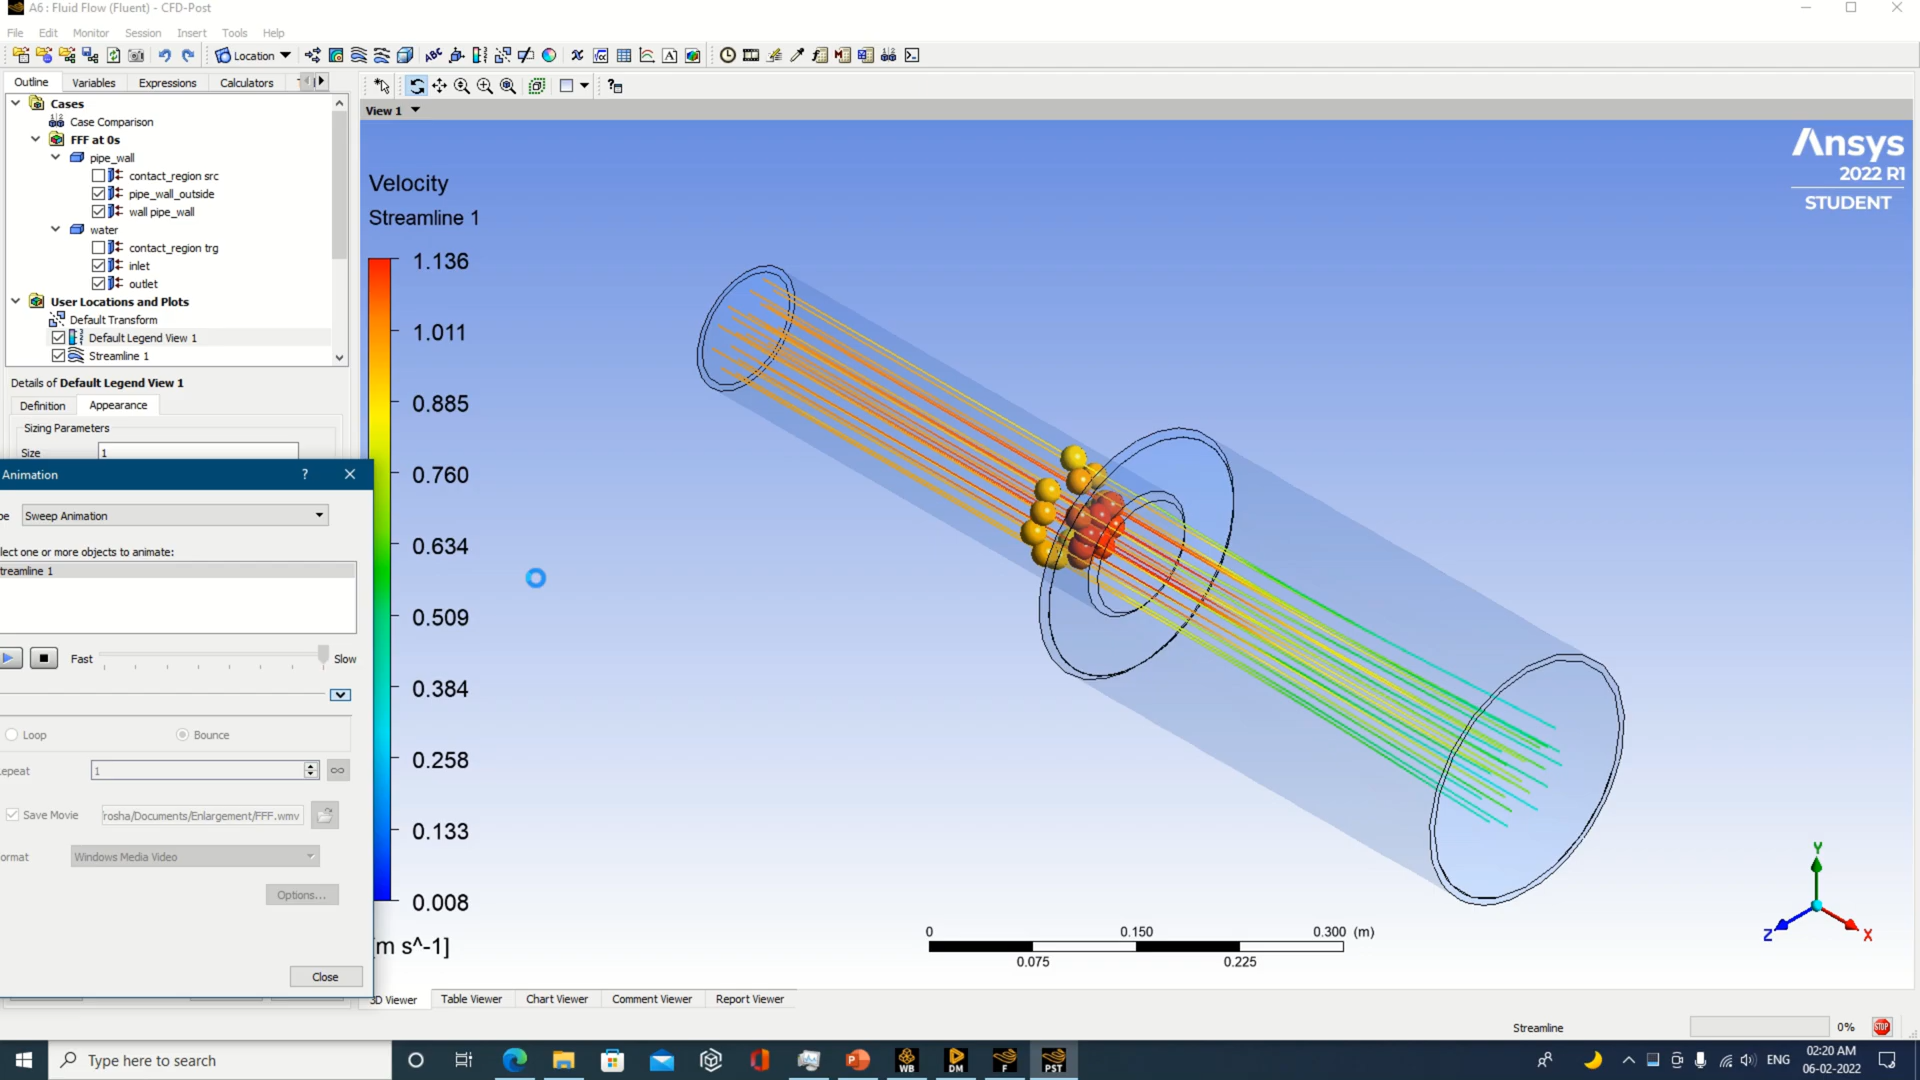 A6 : Fluid Flow (Fluent) - CFD-Post
File Edit Monitor Session Insert Tools Help
Location
Outline Variables Expressions Calculators
View 1
Cases
Case Comparison
FFF at 0s
pipe_wall
contact_region src
pipe_wall_outside
wall pipe_wall
water
contact_region trg
inlet
outlet
User Locations and Plots
Default Transform
Default Legend View 1
Streamline 1
Details of Default Legend View 1
Definition Appearance
Sizing Parameters
Size 1
Animation ?
pe Sweep Animation
lect one or more objects to animate:
treamline 1
Fast Slow
Loop Bounce
epeat 1
Save Movie rosha/Documents/Enlargement/FFF.wmv
ormat Windows Media Video
Options...
Close
Velocity
Streamline 1
1.136
1.011
0.885
0.760
0.634
0.509
0.384
0.258
0.133
0.008
[m s^-1]
Ansys
2022 R1
STUDENT
0 0.150 0.300 (m)
0.075 0.225
Y
Z X
3D Viewer Table Viewer Chart Viewer Comment Viewer Report Viewer
Streamline 0% STOP
Type here to search
WB DM F PST
ENG
02:20 AM
06-02-2022